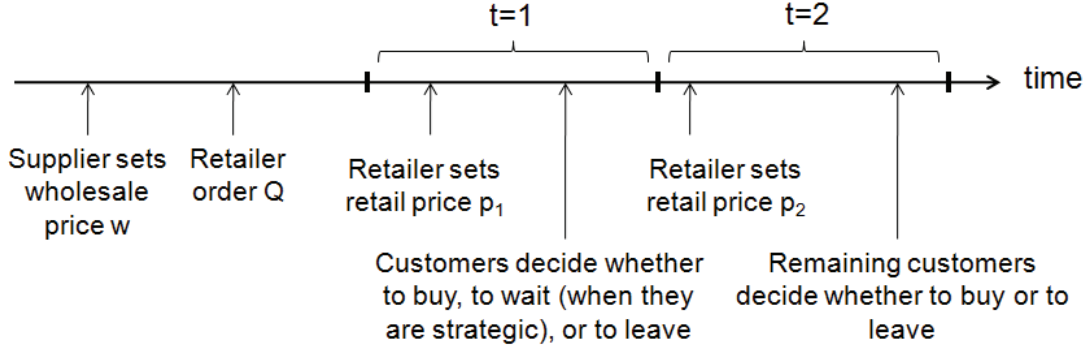 t=1
t=2
time
Supplier sets
wholesale
price w
Retailer
order Q
Retailer sets
retail price p₁
Retailer sets
retail price p₂
Customers decide whether
to buy, to wait (when they
are strategic), or to leave
Remaining customers
decide whether to buy or to
leave